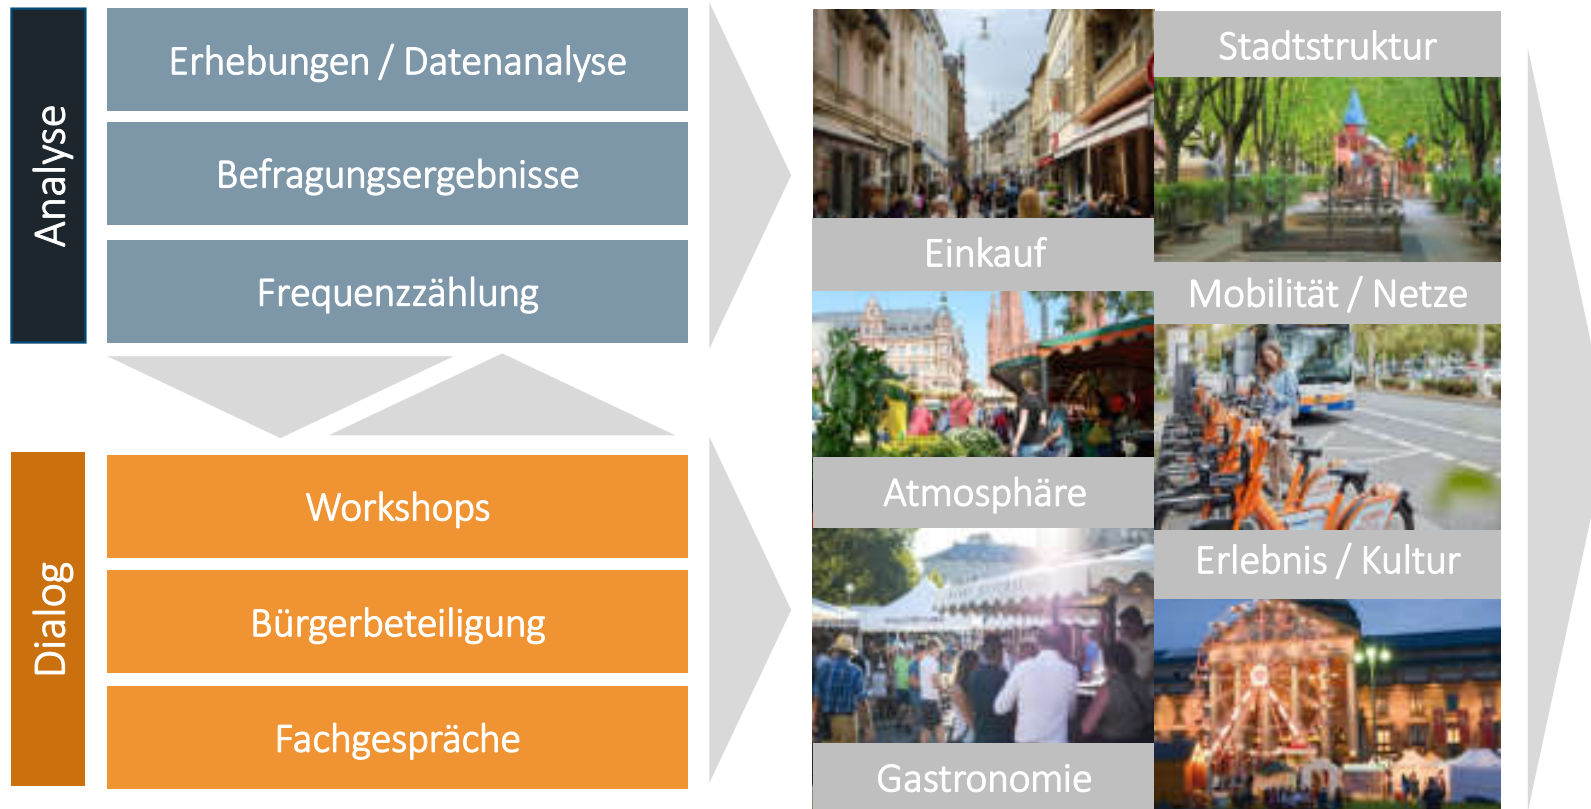 Analyse
Erhebungen / Datenanalyse
Befragungsergebnisse
Frequenzzählung
Dialog
Workshops
Bürgerbeteiligung
Fachgespräche
Einkauf
Atmosphäre
Gastronomie
Stadtstruktur
Mobilität / Netze
Erlebnis / Kultur